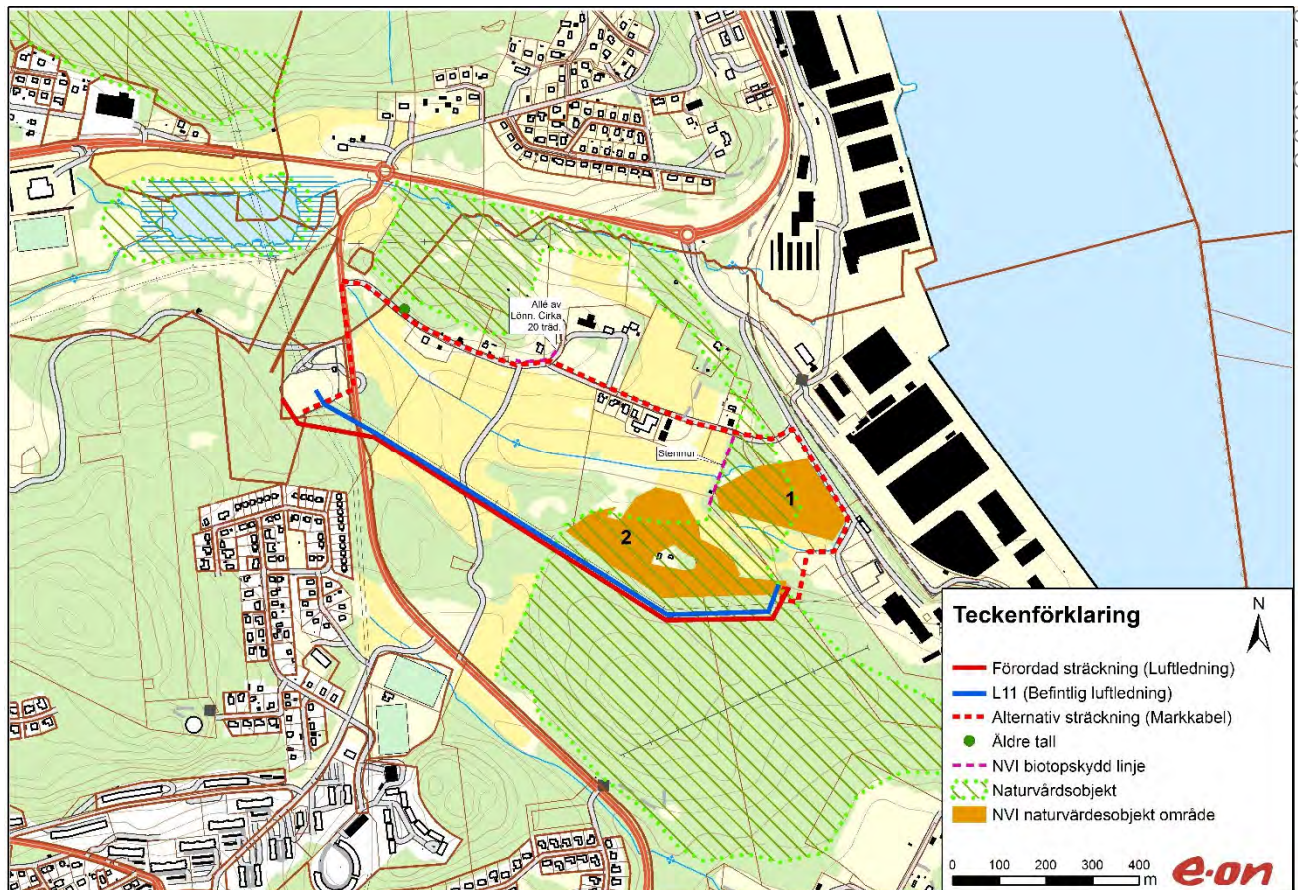 Allé av
Lönn. Cirka
20 träd.
Stenmur
1
2
Teckenförklaring
N
Förordad sträckning (Luftledning)
L11 (Befintlig luftledning)
Alternativ sträckning (Markkabel)
Äldre tall
NVI biotopskydd linje
Naturvårdsobjekt
NVI naturvärdesobjekt område
0 100 200 300 400
m
e·on